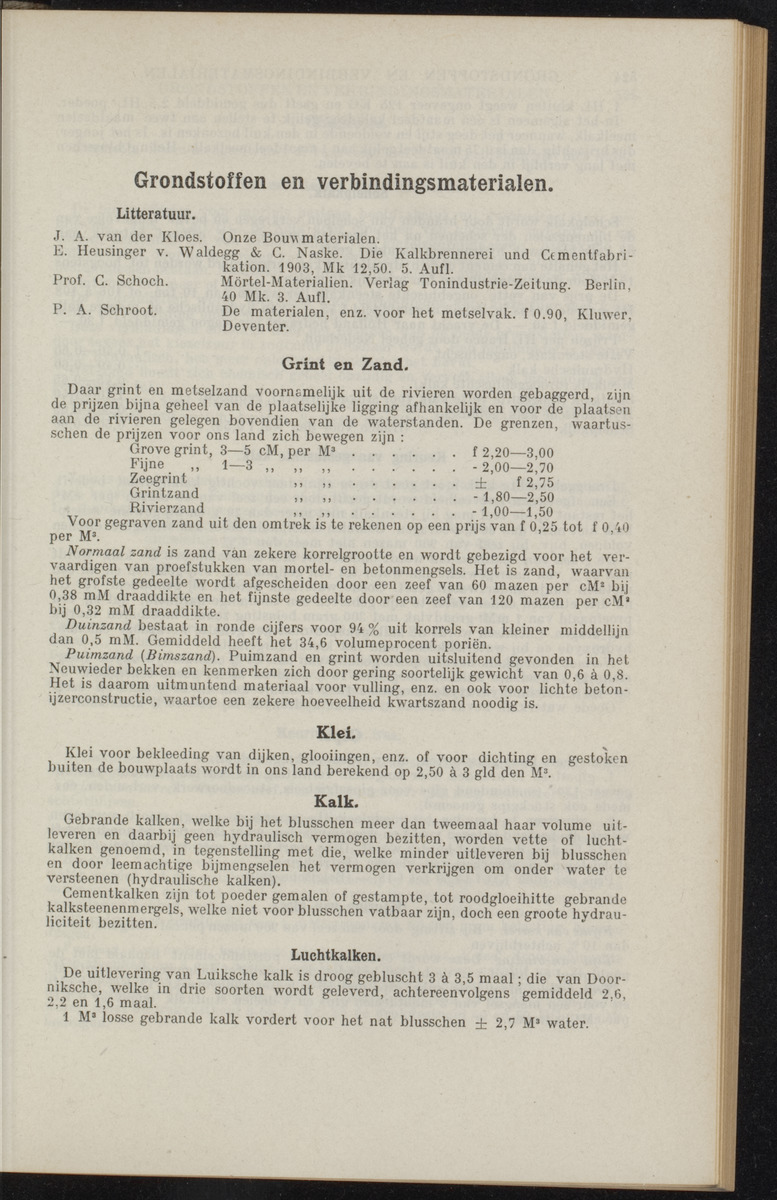 Grondstoffen en verbindingsmaterialen.
Litteratuur.
J. A. van der Kloes. Onze Bouwmaterialen.
E. Heusinger v. Waldegg & C. Naske. Die Kalkbrennerei und Cementfabri-
kation. 1903, Mk 12,50. 5. Aufl.
Prof. C. Schoch. Mörtel-Materialien. Verlag Tonindustrie-Zeitung. Berlin,
40 Mk. 3. Aufl.
P. A. Schroot. De materialen, enz. voor het metselvak. f 0.90, Kluwer,
Deventer.
Grint en Zand.
Daar grint en metselzand voornamelijk uit de rivieren worden gebaggerd, zijn
de prijzen bijna geheel van de plaatselijke ligging afhankelijk en voor de plaatsen
aan de rivieren gelegen bovendien van de waterstanden. De grenzen, waartus-
schen de prijzen voor ons land zich bewegen zijn :
Grove grint, 3—5 cM, per M³ . . . . . . f 2,20—3,00
Fijne ,, 1—3 ,, ,, ,, . . . . . . - 2,00—2,70
Zeegrint ,, ,, . . . . . . ± f 2,75
Grintzand ,, ,, . . . . . . - 1,80—2,50
Rivierzand ,, ,, . . . . . . - 1,00—1,50
Voor gegraven zand uit den omtrek is te rekenen op een prijs van f 0,25 tot f 0,40
per M³.
Normaal zand is zand van zekere korrelgrootte en wordt gebezigd voor het ver-
vaardigen van proefstukken van mortel- en betonmengsels. Het is zand, waarvan
het grofste gedeelte wordt afgescheiden door een zeef van 60 mazen per cM² bij
0,38 mM draaddikte en het fijnste gedeelte door een zeef van 120 mazen per cM²
bij 0,32 mM draaddikte.
Duinzand bestaat in ronde cijfers voor 94 % uit korrels van kleiner middellijn
dan 0,5 mM. Gemiddeld heeft het 34,6 volumeprocent poriën.
Puimzand (Bimszand). Puimzand en grint worden uitsluitend gevonden in het
Neuwieder bekken en kenmerken zich door gering soortelijk gewicht van 0,6 à 0,8.
Het is daarom uitmuntend materiaal voor vulling, enz. en ook voor lichte beton-
ijzerconstructie, waartoe een zekere hoeveelheid kwartszand noodig is.
Klei.
Klei voor bekleeding van dijken, glooiingen, enz. of voor dichting en gestoken
buiten de bouwplaats wordt in ons land berekend op 2,50 à 3 gld den M³.
Kalk.
Gebrande kalken, welke bij het blusschen meer dan tweemaal haar volume uit-
leveren en daarbij geen hydraulisch vermogen bezitten, worden vette of lucht-
kalken genoemd, in tegenstelling met die, welke minder uitleveren bij blusschen
en door leemachtige bijmengselen het vermogen verkrijgen om onder water te
versteenen (hydraulische kalken).
Cementkalken zijn tot poeder gemalen of gestampte, tot roodgloeihitte gebrande
kalksteenenmergels, welke niet voor blusschen vatbaar zijn, doch een groote hydrau-
liciteit bezitten.
Luchtkalken.
De uitlevering van Luiksche kalk is droog gebluscht 3 à 3,5 maal ; die van Door-
niksche, welke in drie soorten wordt geleverd, achtereenvolgens gemiddeld 2,6,
2,2 en 1,6 maal.
1 M³ losse gebrande kalk vordert voor het nat blusschen ± 2,7 M³ water.